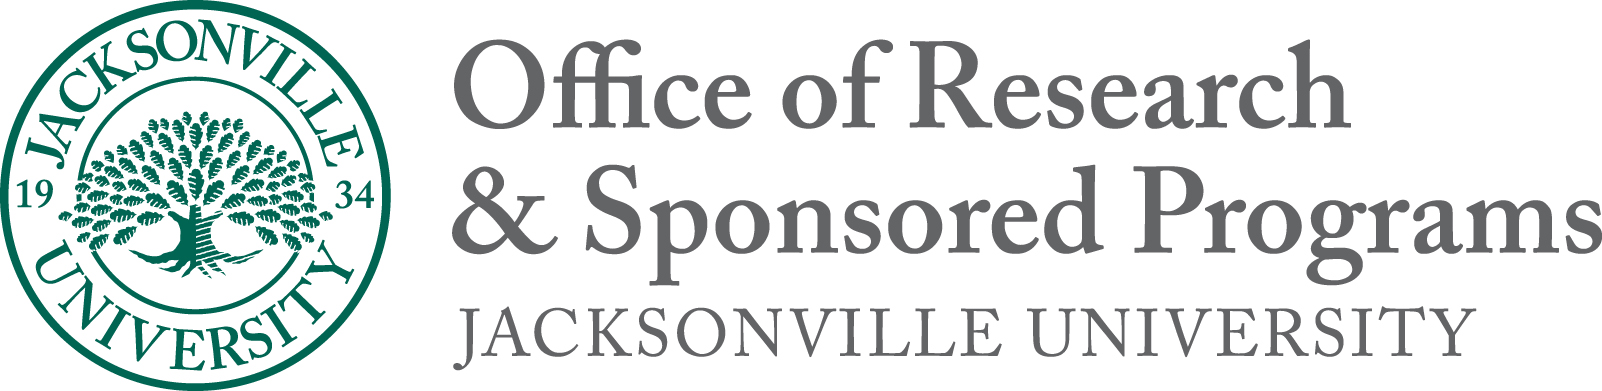 JACKSONVILLE
19 34
UNIVERSITY
Office of Research
& Sponsored Programs
JACKSONVILLE UNIVERSITY